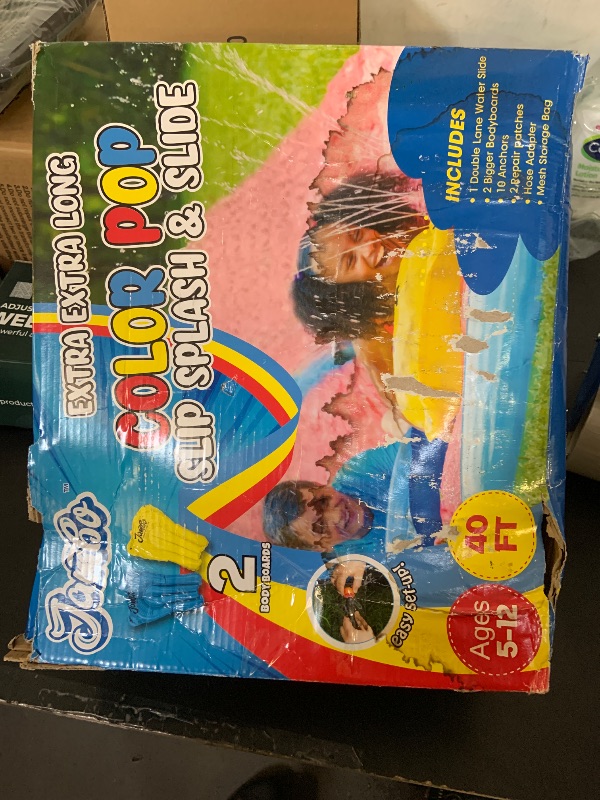 EXTRA EXTRA LONG
COLOR POP
SLIP SPLASH & SLIDE
INCLUDES
• 1 Double Lane Water Slide
• 2 Bigger Bodyboards
• 10 Anchors
• 2 Repair Patches
• Hose Adapter
• Mesh Storage Bag
2
BODY BOARDS
easy set-up!
40
FT
Ages
5-12
ADJUS
product